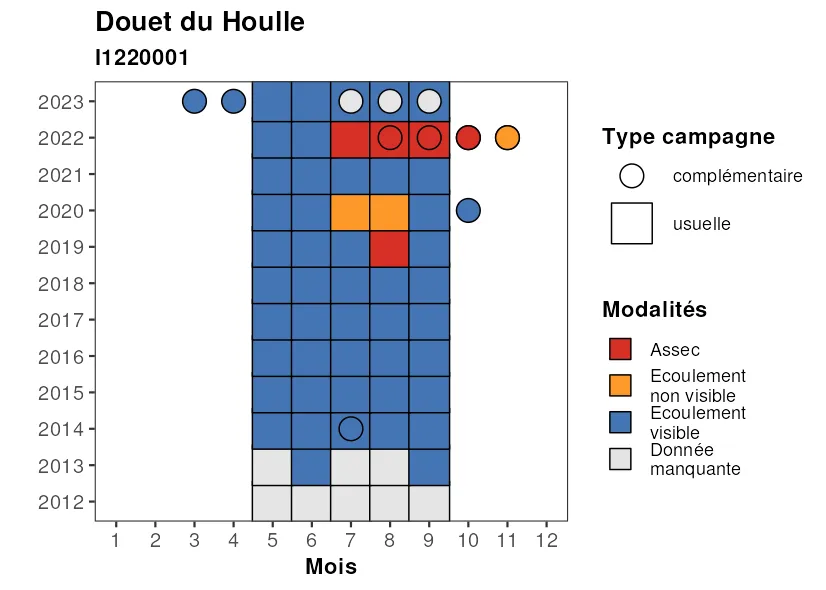 Douet du Houlle
I1220001
2023
2022
2021
2020
2019
2018
2017
2016
2015
2014
2013
2012
1 2 3 4 5 6 7 8 9 10 11 12
Mois
Type campagne
complémentaire
usuelle
Modalités
Assec
Ecoulement
non visible
Ecoulement
visible
Donnée
manquante